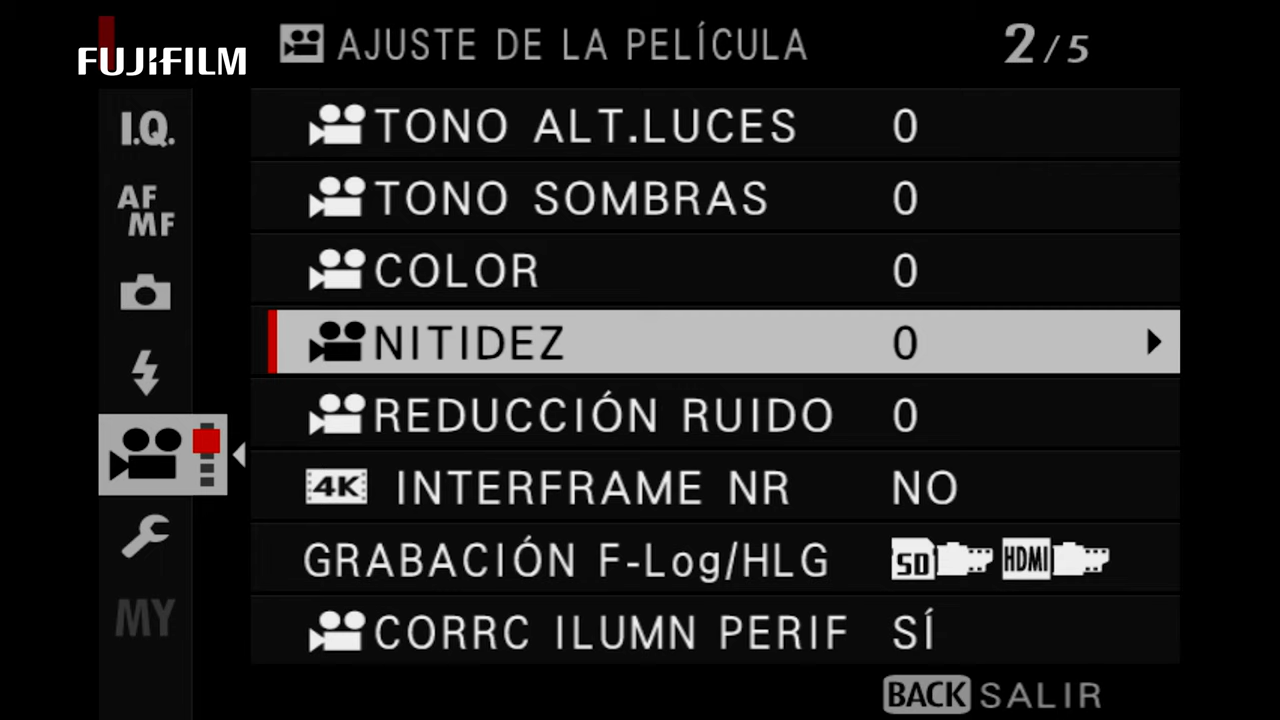 FUJIFILM
AJUSTE DE LA PELÍCULA 2/5
I.Q.
AF
MF
MY
TONO ALT.LUCES 0
TONO SOMBRAS 0
COLOR 0
NITIDEZ 0
REDUCCIÓN RUIDO 0
4K INTERFRAME NR NO
GRABACIÓN F-Log/HLG SD HDMI
CORRC ILUMN PERIF SÍ
BACK SALIR